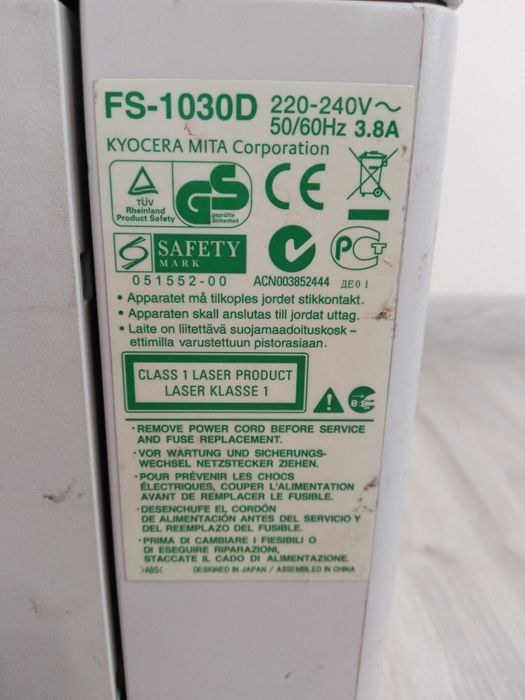 FS-1030D 220-240V~
50/60Hz 3.8A
KYOCERA MITA Corporation
TÜV
Rheinland
Product Safety
GS
geprüfte
Sicherheit
CE
S SAFETY
MARK
PCT
051552-00 ACN003852444 ДЕ01
• Apparatet må tilkoples jordet stikkontakt.
• Apparaten skall anslutas till jordat uttag.
• Laite on liitettävä suojamaadoituskosk –
ettimilla varustettuun pistorasiaan.
CLASS 1 LASER PRODUCT
LASER KLASSE 1
·REMOVE POWER CORD BEFORE SERVICE
AND FUSE REPLACEMENT.
·VOR WARTUNG UND SICHERUNGS-
WECHSEL NETZSTECKER ZIEHEN.
·POUR PRÉVENIR LES CHOCS
ÉLECTRIQUES, COUPER L'ALIMENTATION
AVANT DE REMPLACER LE FUSIBLE.
·DESENCHUFE EL CORDÓN
DE ALIMENTACIÓN ANTES DEL SERVICIO Y
DEL REEMPLAZO DEL FUSIBLE.
·PRIMA DI CAMBIARE I FIESIBILI O
DI ESEGUIRE RIPARAZIONI,
STACCATE IL CADO DI ALIMENTAZIONE.
>ABS< DESIGNED IN JAPAN / ASSEMBLED IN CHINA